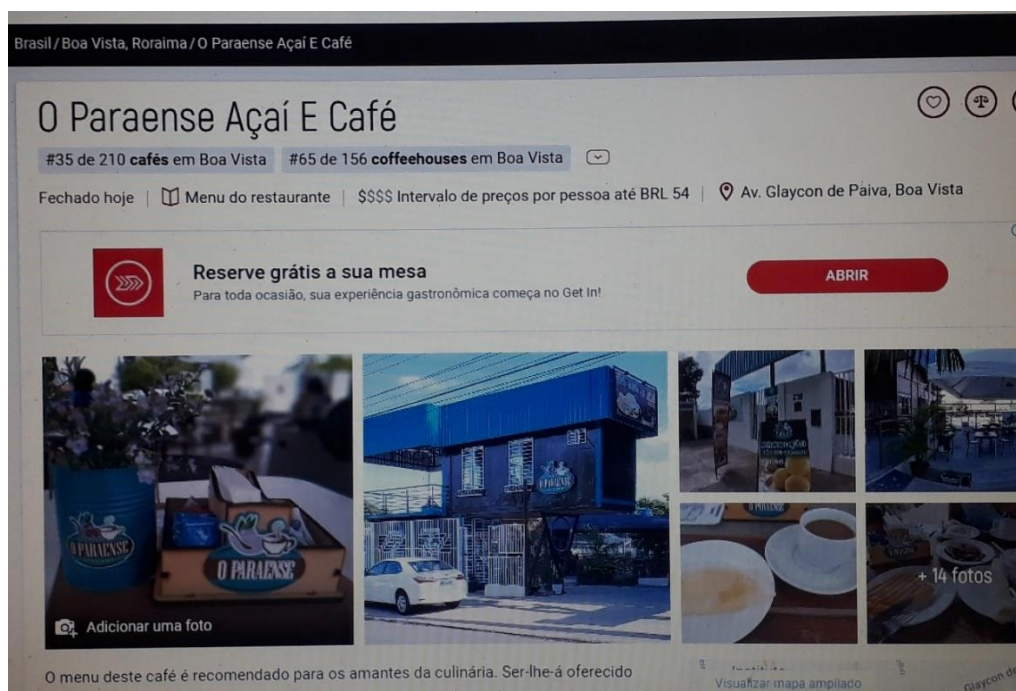 Brasil / Boa Vista, Roraima / O Paraense Açaí E Café
O Paraense Açaí E Café
#35 de 210 cafés em Boa Vista #65 de 156 coffeehouses em Boa Vista
Fechado hoje | Menu do restaurante | $$$$ Intervalo de preços por pessoa até BRL 54 | Av. Glaycon de Paiva, Boa Vista
Reserve grátis a sua mesa
Para toda ocasião, sua experiência gastronômica começa no Get In!
ABRIR
O PARAENSE
O PARAENSE
O PARAENSE
O PARAENSE
+ 14 fotos
Adicionar uma foto
O menu deste café é recomendado para os amantes da culinária. Ser-lhe-á oferecido
Visualizar mapa ampliado
Glaycon de